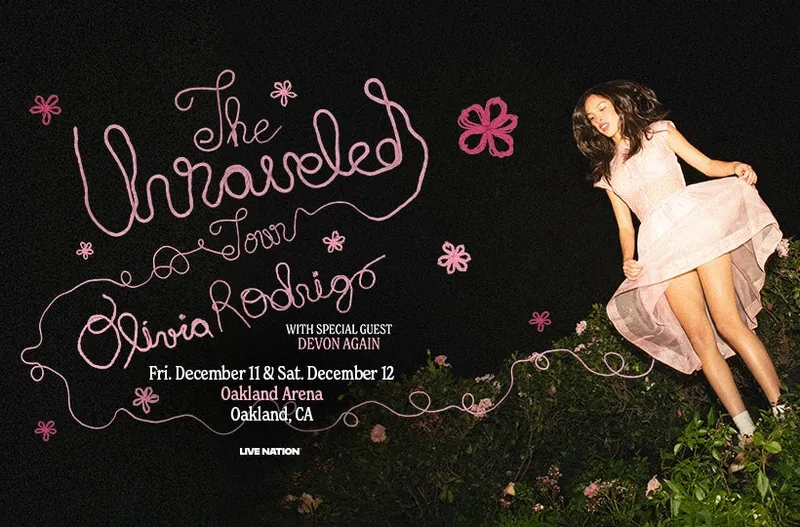 The
Unraveled
Tour
Olivia Rodrigo
WITH SPECIAL GUEST
DEVON AGAIN
Fri. December 11 & Sat. December 12
Oakland Arena
Oakland, CA
LIVE NATION